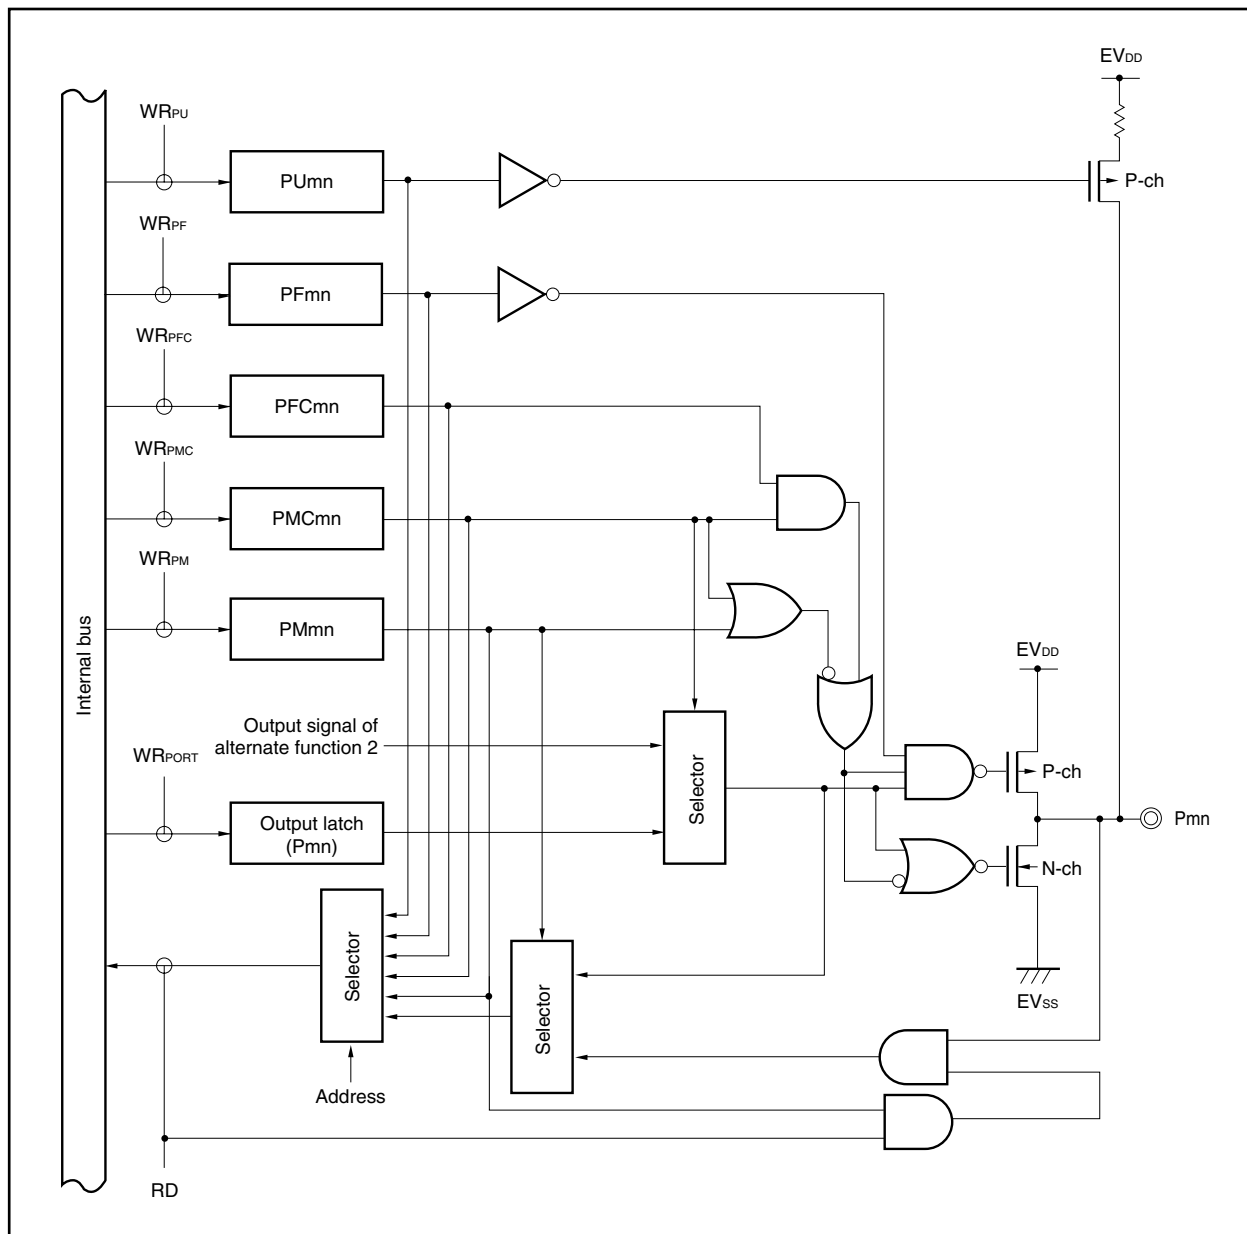 EVDD
WRPU
PUmn
P-ch
WRPF
PFmn
WRPFC
PFCmn
WRPMC
PMCmn
WRPM
PMmn
Internal bus
EVDD
Output signal of
alternate function 2
WRPORT
Selector
P-ch
Output latch
(Pmn)
Pmn
N-ch
Selector
Selector
EVSS
Address
RD